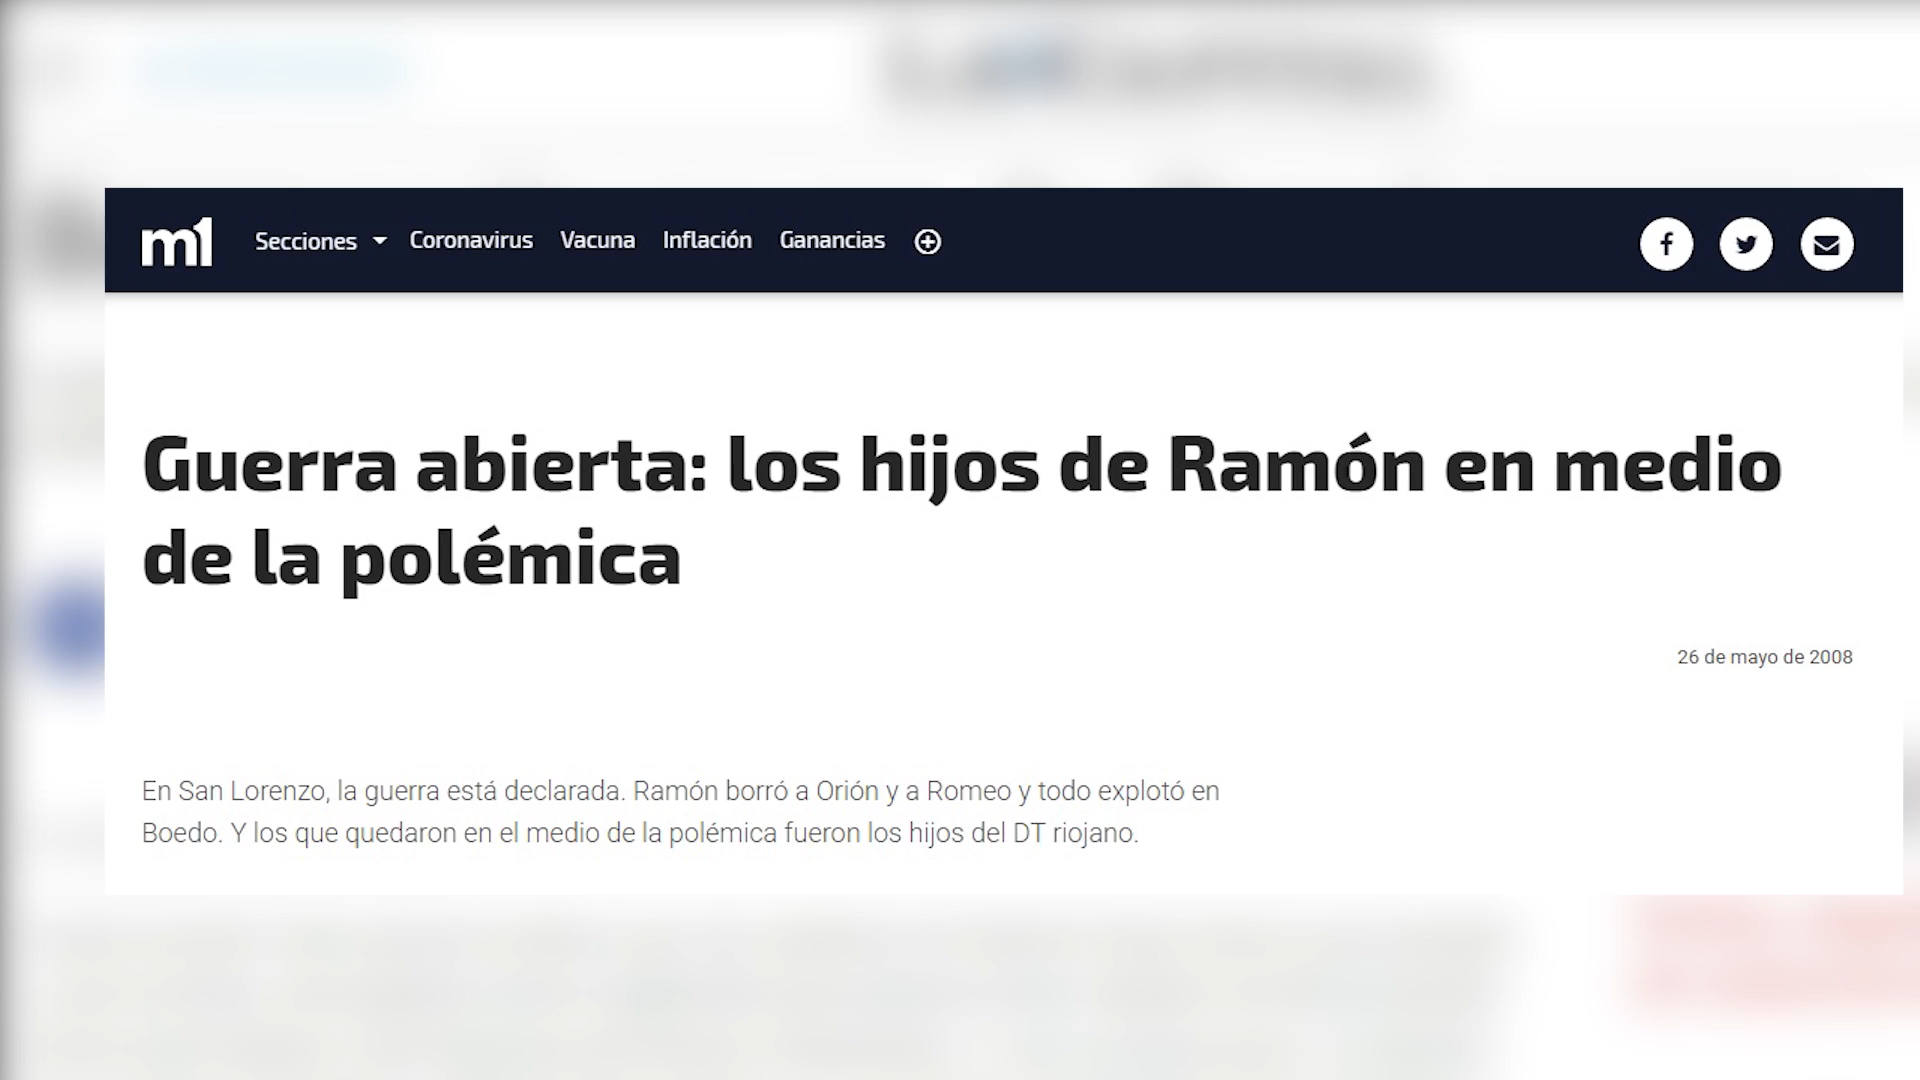 m1 Secciones Coronavirus Vacuna Inflación Ganancias
Guerra abierta: los hijos de Ramón en medio
de la polémica
26 de mayo de 2008
En San Lorenzo, la guerra está declarada. Ramón borró a Orión y a Romeo y todo explotó en
Boedo. Y los que quedaron en el medio de la polémica fueron los hijos del DT riojano.